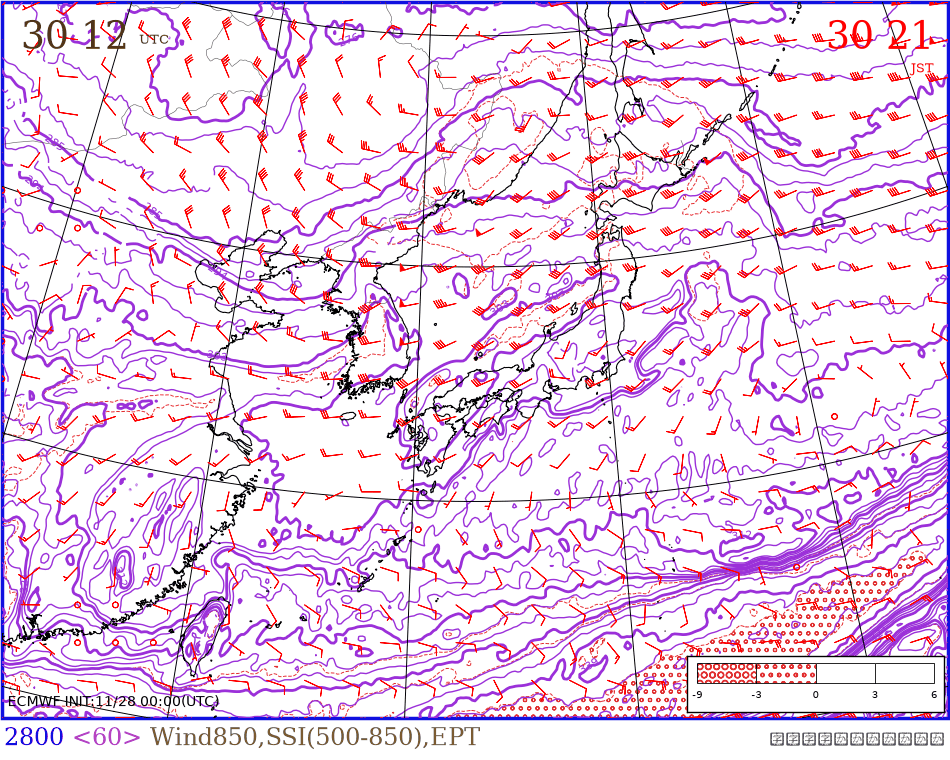 30 12 UTC
30 21
JST
ECMWF INIT:11/28 00:00(UTC)
-9 -3 0 3 6
2800 <60> Wind850,SSI(500-850),EPT